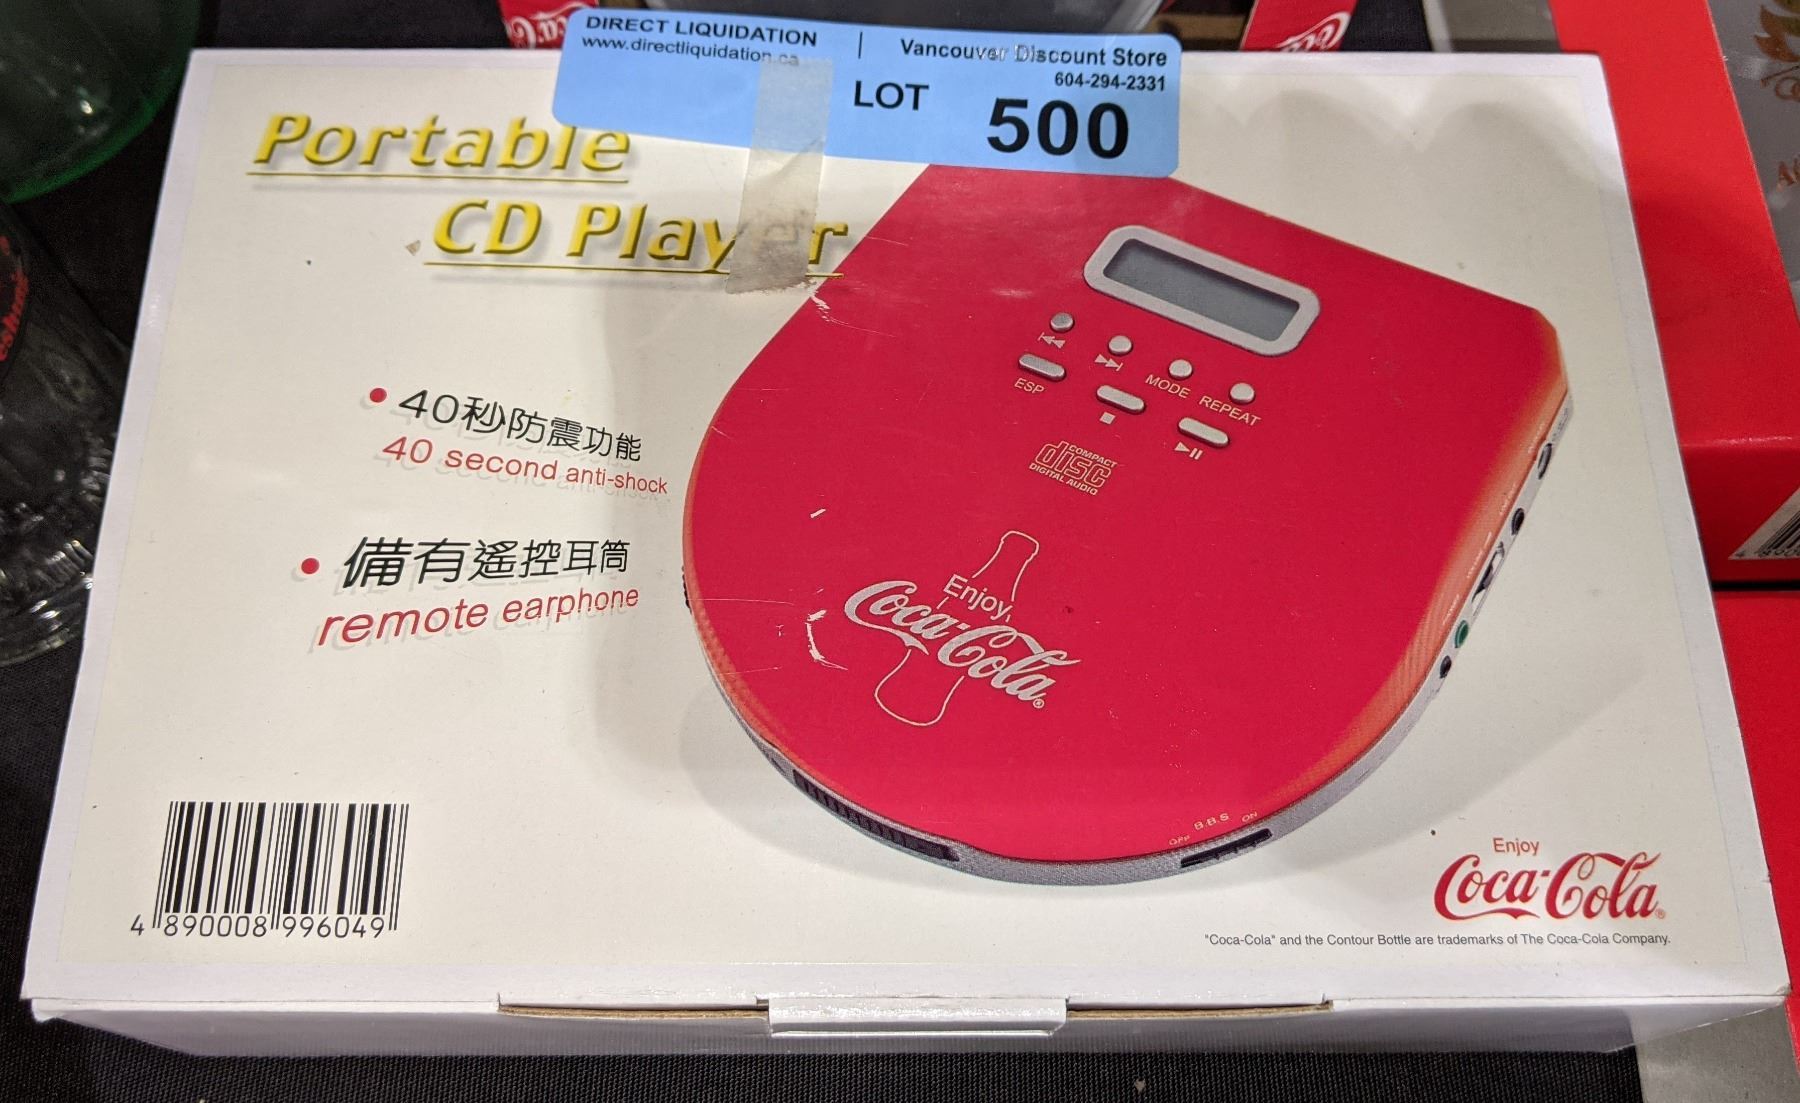 DIRECT LIQUIDATION
www.directliquidation.ca
Vancouver Discount Store
604-294-2331
LOT 500
Portable
CD Player
MODE REPEAT
ESP
COMPACT
disc
DIGITAL AUDIO
• 40秒防震功能
40 second anti-shock
• 備有遙控耳筒
remote earphone
Enjoy
Coca-Cola®
OFF B.B.S ON
4 890008 996049
Enjoy
Coca-Cola®
"Coca-Cola" and the Contour Bottle are trademarks of The Coca-Cola Company.